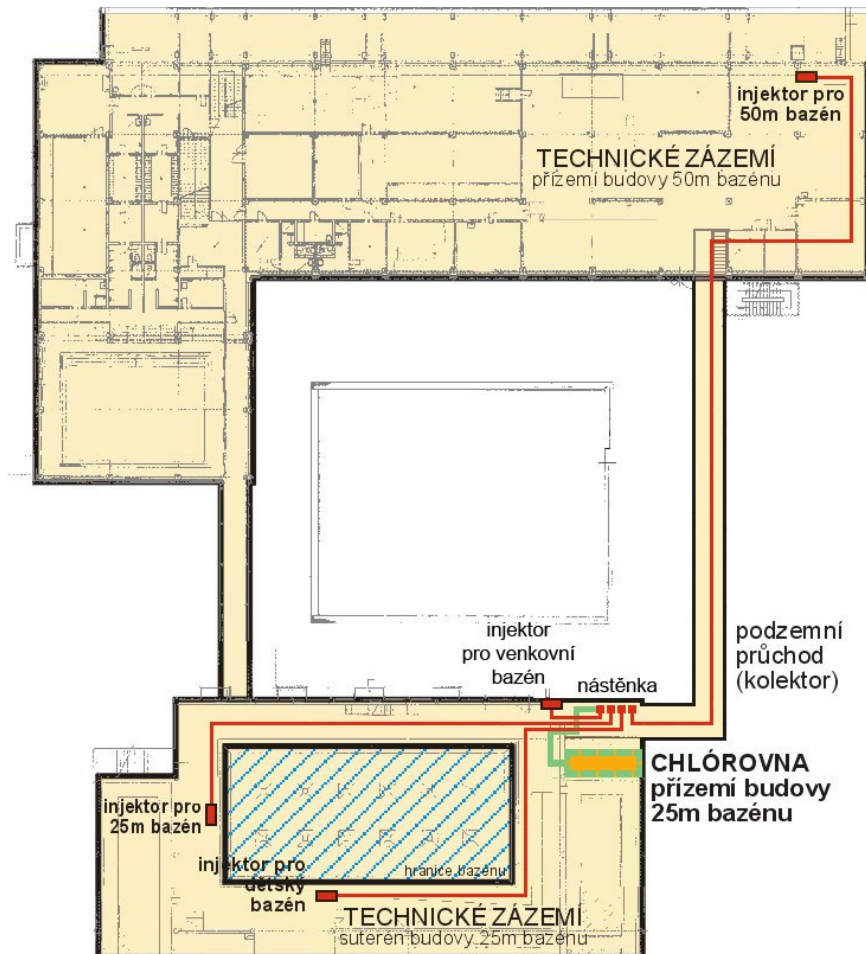 injektor pro
50m bazén
TECHNICKÉ ZÁZEMÍ
přízemí budovy 50m bazénu
injektor
pro venkovní
bazén
nástěnka
podzemní
průchod
(kolektor)
CHLÓROVNA
přízemí budovy
25m bazénu
injektor pro
25m bazén
injektor pro
dětský
bazén
hranice bazénu
TECHNICKÉ ZÁZEMÍ
suterén budovy 25m bazénu